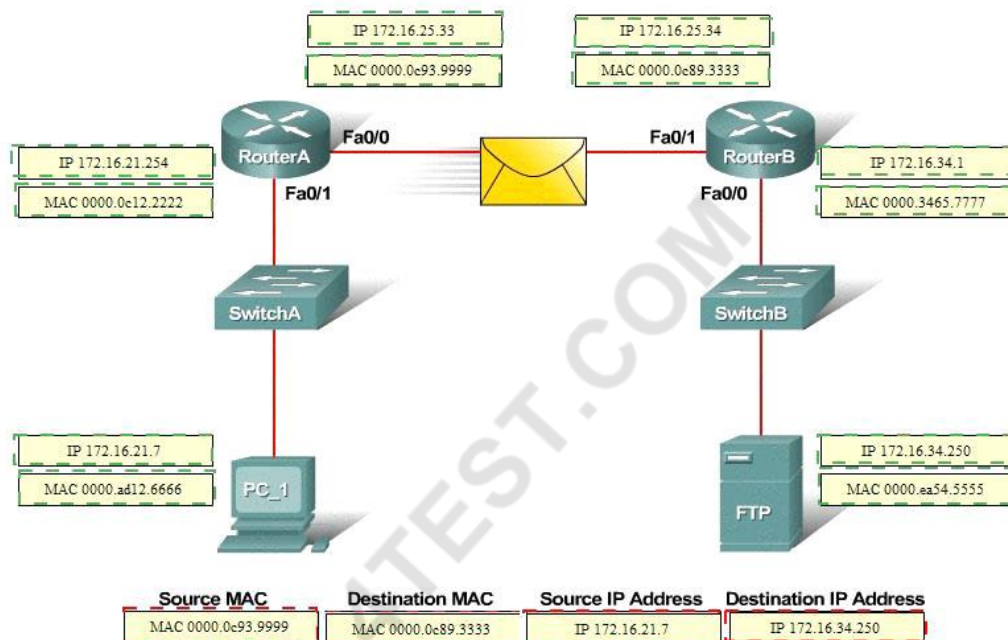 IP 172.16.25.33
IP 172.16.25.34
MAC 0000.0c93.9999
MAC 0000.0c89.3333
Fa0/0
Fa0/1
RouterA
RouterB
IP 172.16.21.254
IP 172.16.34.1
Fa0/1
Fa0/0
MAC 0000.0c12.2222
MAC 0000.3465.7777
SwitchA
SwitchB
IP 172.16.21.7
IP 172.16.34.250
MAC 0000.ad12.6666
PC_1
MAC 0000.ea54.5555
FTP
4TEST.COM
Source MAC
Destination MAC
Source IP Address
Destination IP Address
MAC 0000.0c93.9999
MAC 0000.0c89.3333
IP 172.16.21.7
IP 172.16.34.250